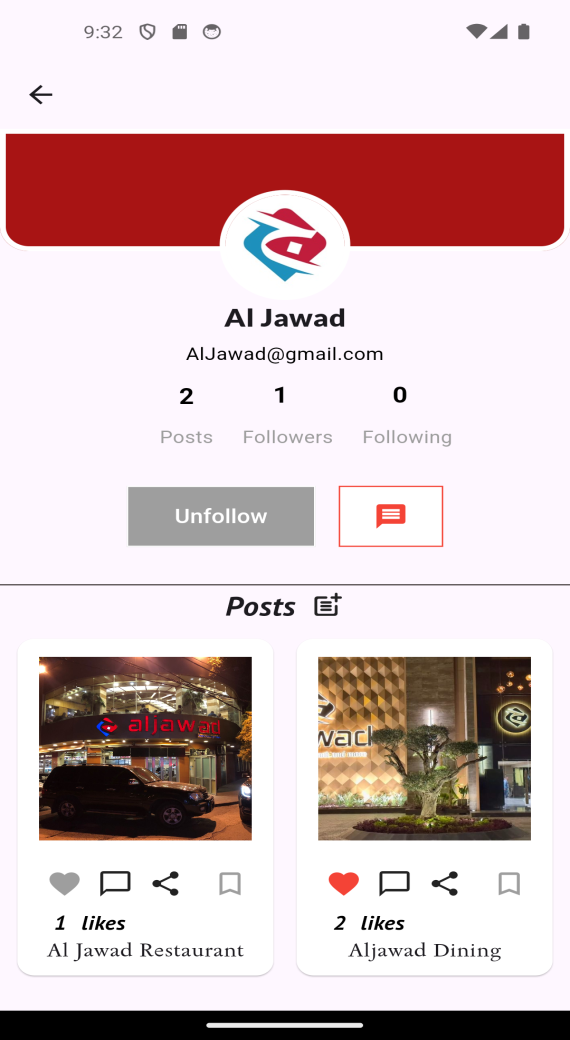 9:32
Al Jawad
AlJawad@gmail.com
2 1 0
Posts Followers Following
Unfollow
Posts
aljawad
wad
1 likes
2 likes
Al Jawad Restaurant
Aljawad Dining